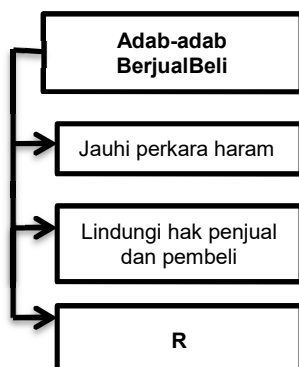 Adab-adab
BerjualBeli
Jauhi perkara haram
Lindungi hak penjual
dan pembeli
R